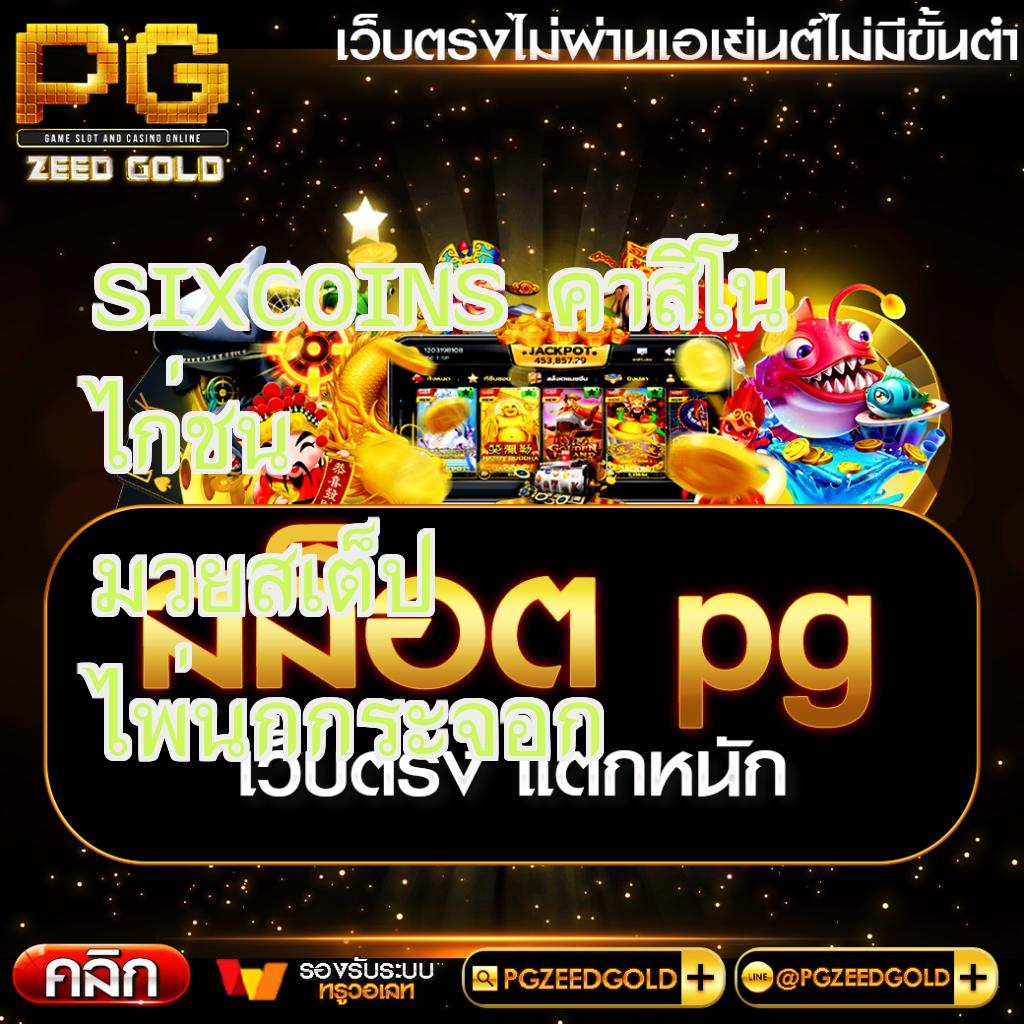 เว็บตรงไม่ผ่านเอเย่นต์ไม่มีขั้นต่ำ
PG
GAME SLOT AND CASINO ONLINE
ZEED GOLD
SIXCOINS คาสิโน
ไก่ชน
JACKPOT
453,857.79
1203198108
มวยสเต็ป
สล็อต pg
ไพ่นกกระจอก
เว็บตรง แตกหนัก
คลิก
รองรับระบบ
ทรูวอเลท
PGZEEDGOLD +
LINE @PGZEEDGOLD +